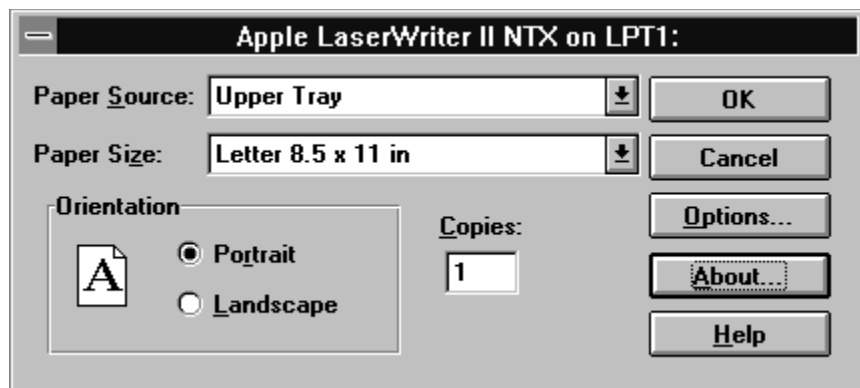 Apple LaserWriter II NTX on LPT1:
Paper Source: Upper Tray
OK
Paper Size: Letter 8.5 x 11 in
Cancel
Orientation
A
Portrait
Landscape
Copies:
1
Options...
About...
Help